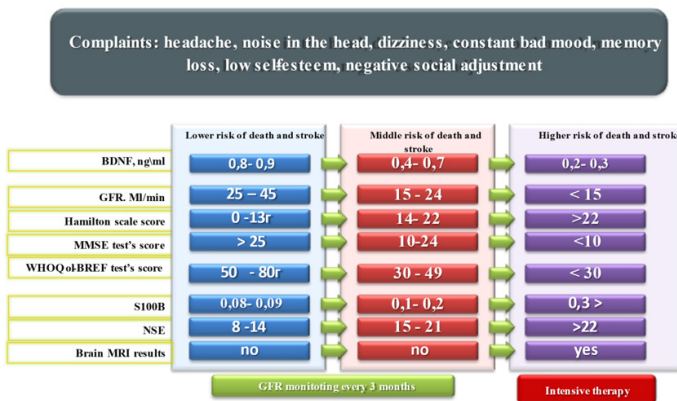 Complaints: headache, noise in the head, dizziness, constant bad mood, memory
loss, low selfesteem, negative social adjustment
Lower risk of death and stroke
Middle risk of death and
stroke
Higher risk of death and stroke
BDNF, ng\ml 0,8- 0,9 0,4- 0,7 0,2- 0,3
GFR. Ml/min 25 – 45 15 - 24 < 15
Hamilton scale score 0 -13г 14- 22 >22
MMSE test's score > 25 10-24 <10
WHOQol-BREF test's score 50 - 80г 30 - 49 < 30
S100B 0,08- 0,09 0,1- 0,2 0,3 >
NSE 8 -14 15 - 21 >22
Brain MRI results no no yes
GFR monitoting every 3 months
Intensive therapy